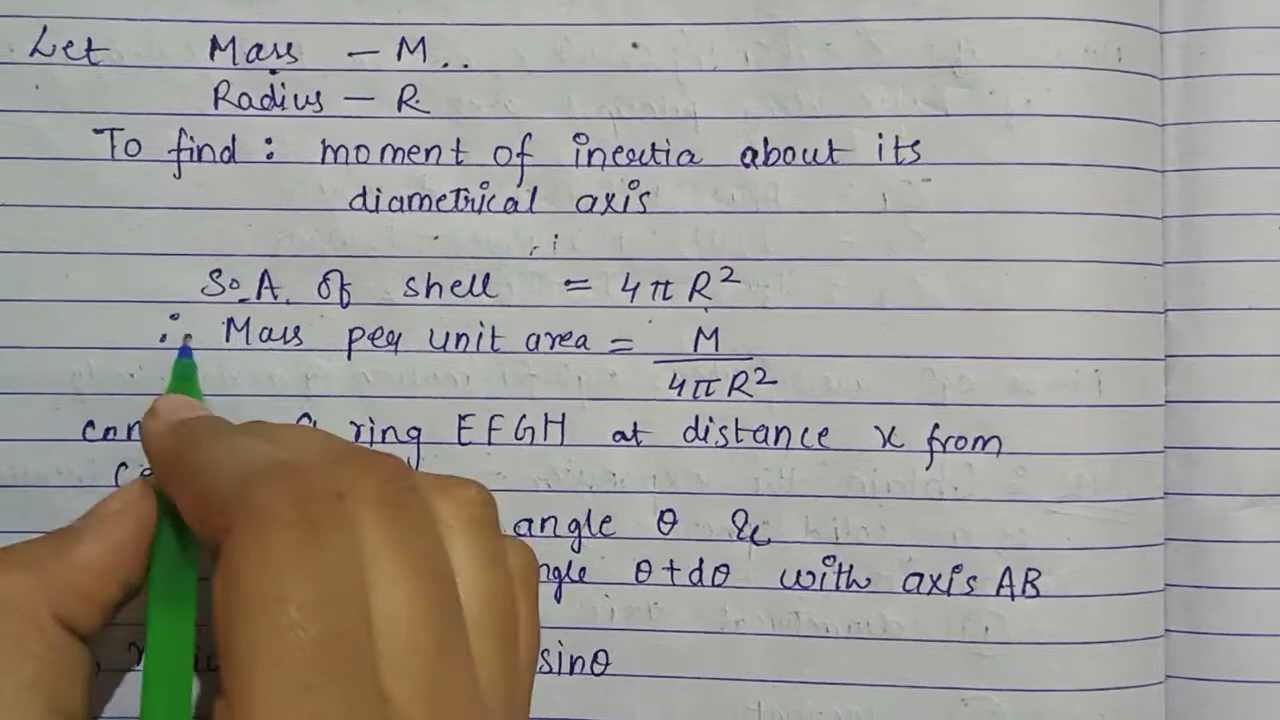 Let Mass - M..
Radius - R
To find : moment of inertia about its
diametrical axis
S.A. of shell = 4πR²
∴ Mass per unit area = M / 4πR²
ring EFGH at distance x from
angle θ &
θ+dθ with axis AB
sinθ